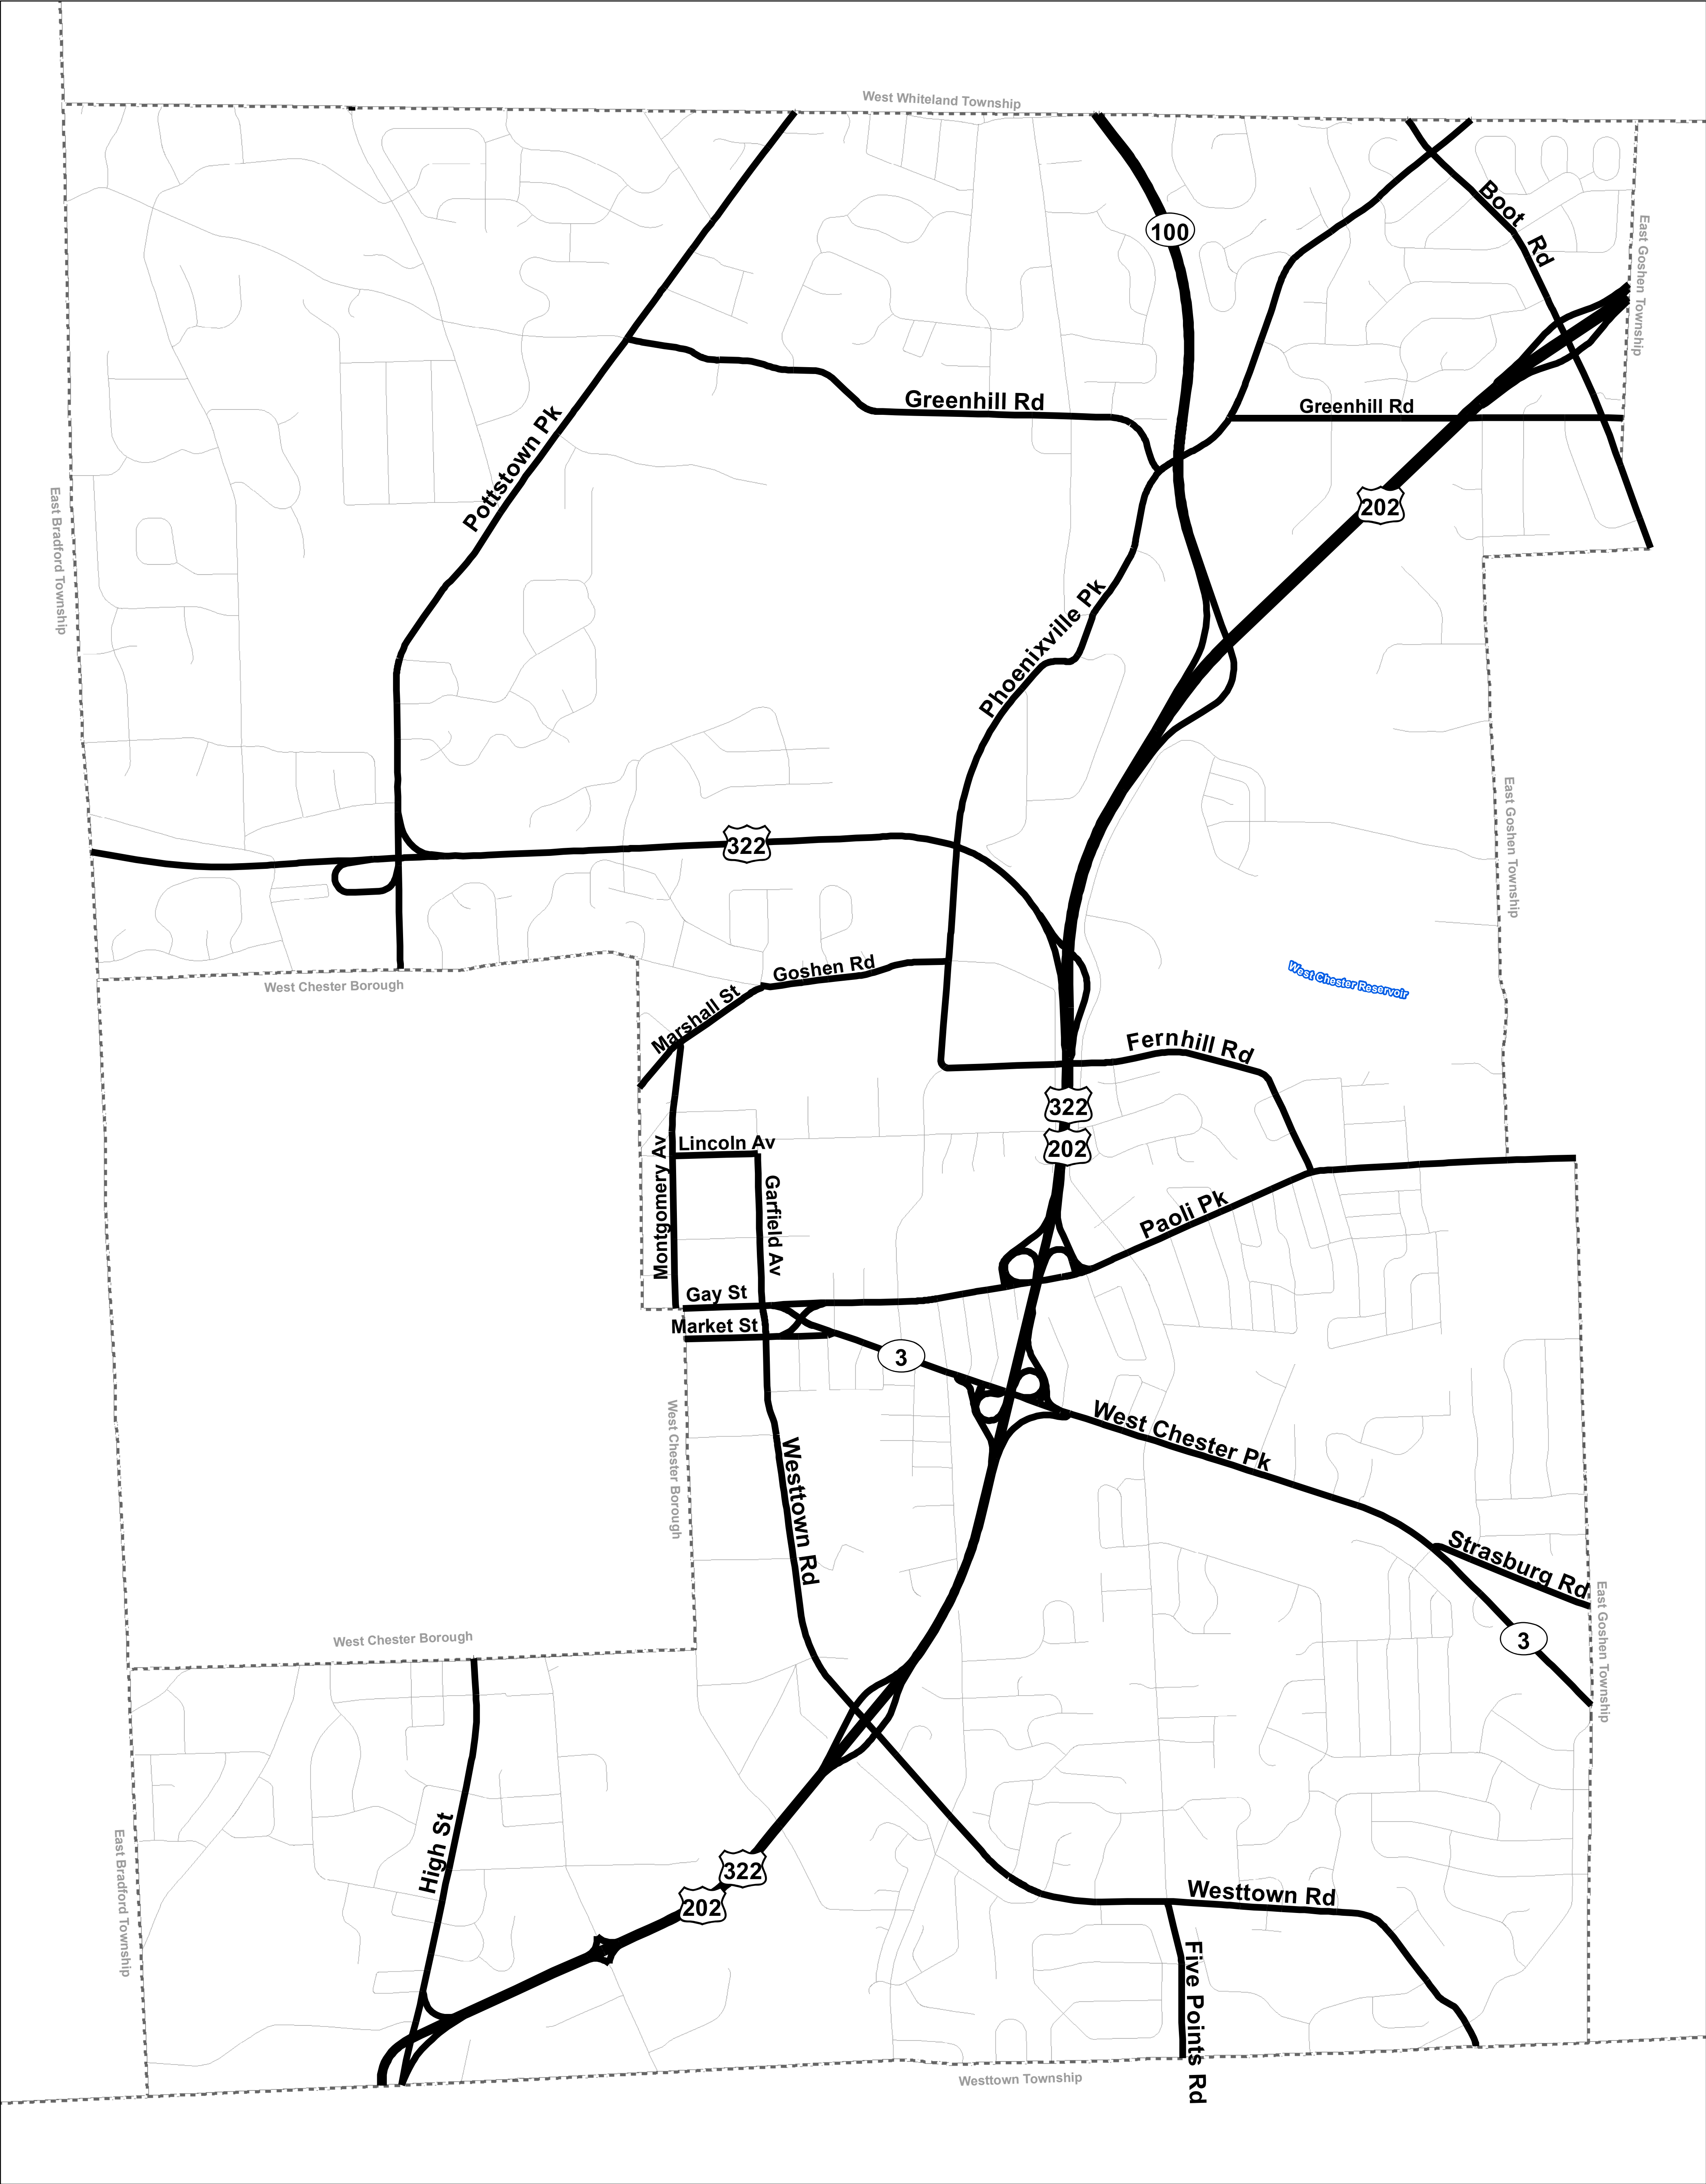 West Whiteland Township
Boot Rd
100
East Goshen Township
Greenhill Rd
Greenhill Rd
Pottstown Pk
202
East Bradford Township
Phoenixville Pk
322
East Goshen Township
Goshen Rd
West Chester Reservoir
West Chester Borough
Marshall St
Fernhill Rd
322
202
Lincoln Av
Montgomery Av
Garfield Av
Paoli Pk
Gay St
Market St
3
West Chester Pk
West Chester Borough
Westtown Rd
Strasburg Rd
East Goshen Township
3
West Chester Borough
High St
322
202
East Bradford Township
Westtown Rd
Five Points Rd
Westtown Township